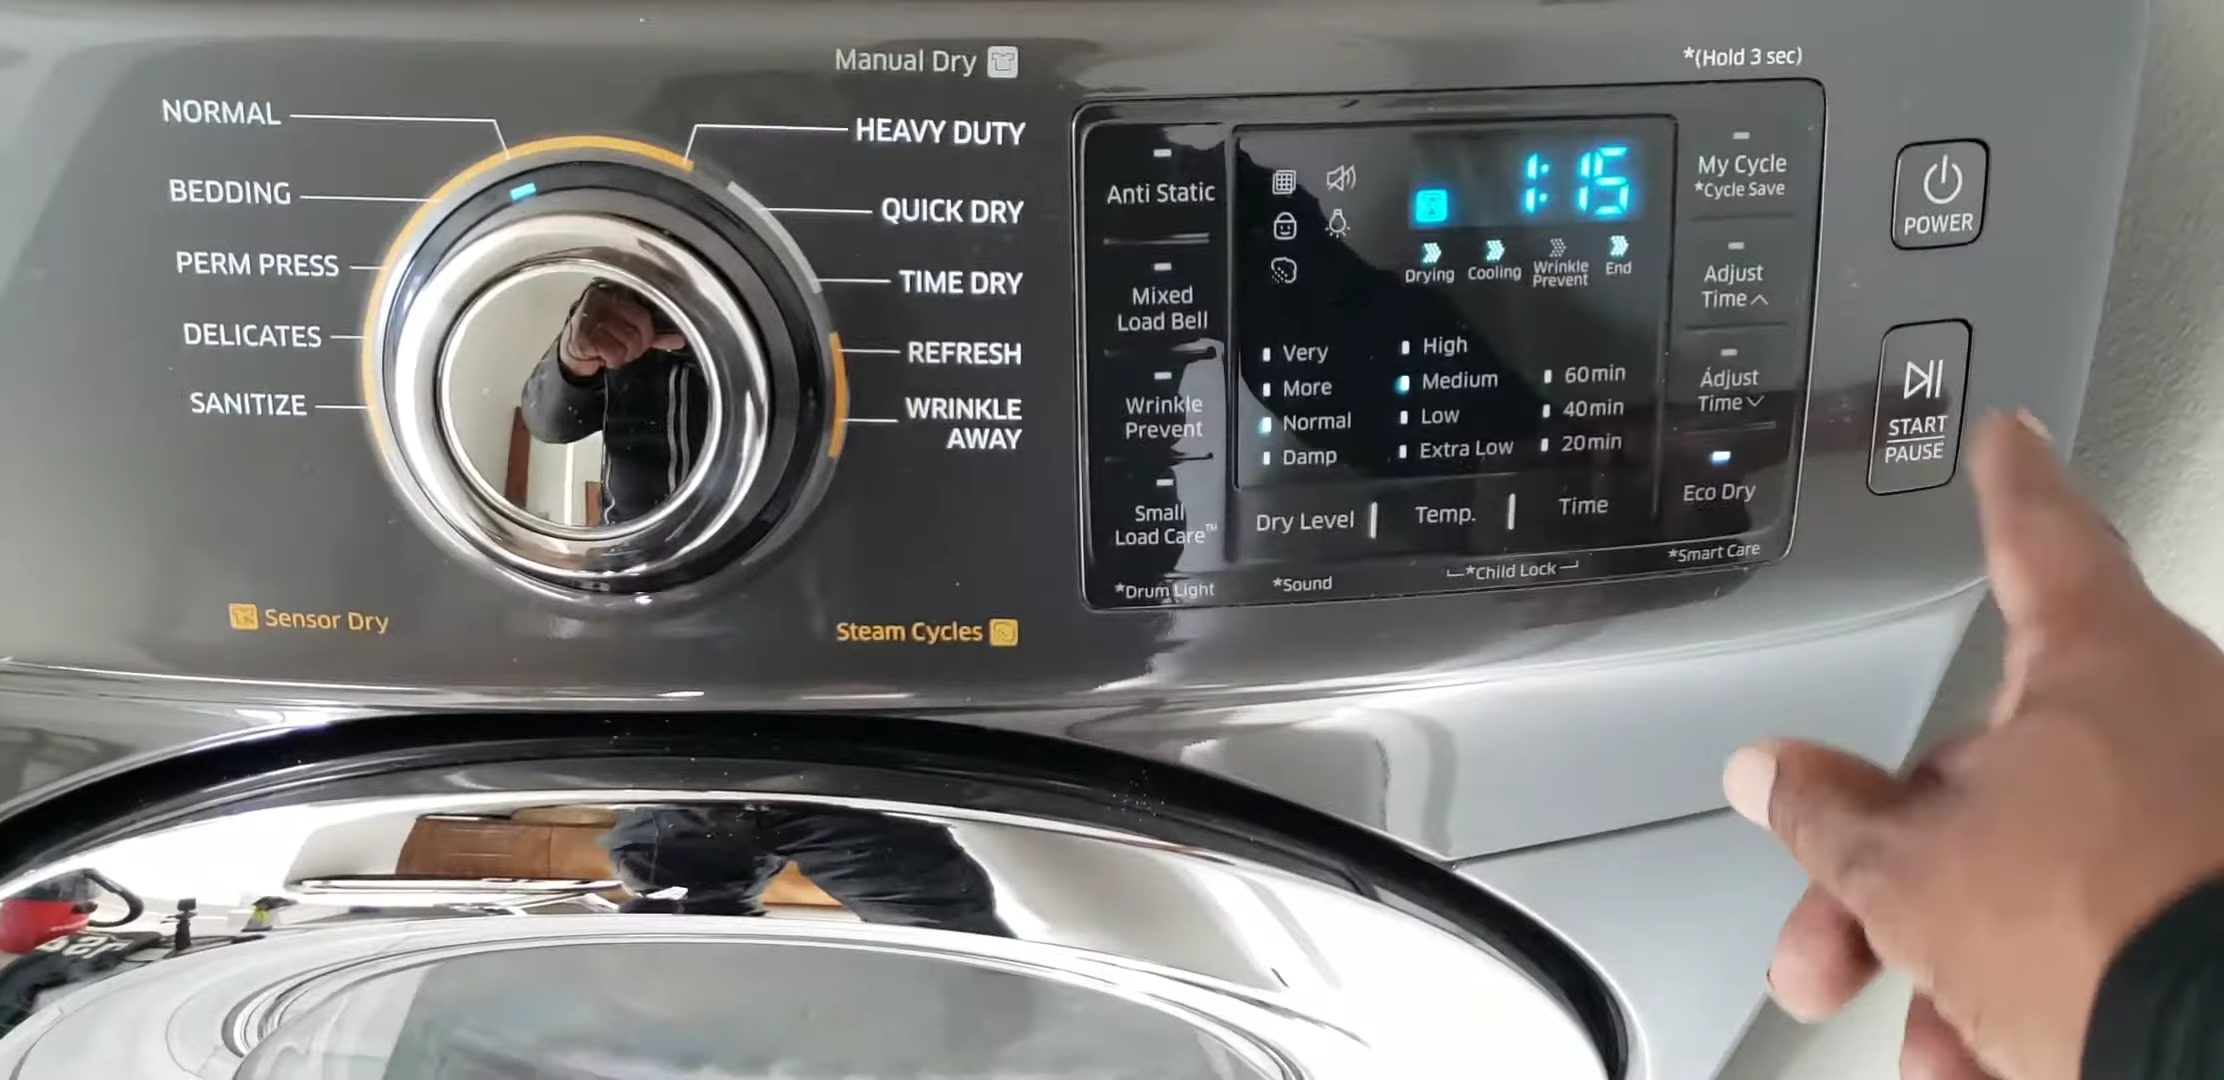 Manual Dry
NORMAL
BEDDING
PERM PRESS
DELICATES
SANITIZE
HEAVY DUTY
QUICK DRY
TIME DRY
REFRESH
WRINKLE
AWAY
Sensor Dry
Steam Cycles
Anti Static
Mixed
Load Bell
Wrinkle
Prevent
Small
Load Care™
*Drum Light
1:15
Drying
Cooling
Wrinkle
Prevent
End
Very
More
Normal
Damp
High
Medium
Low
Extra Low
60min
40min
20min
Dry Level
Temp.
Time
*Sound
*Child Lock
*(Hold 3 sec)
My Cycle
*Cycle Save
Adjust
Time
Adjust
Time
Eco Dry
*Smart Care
POWER
START
PAUSE